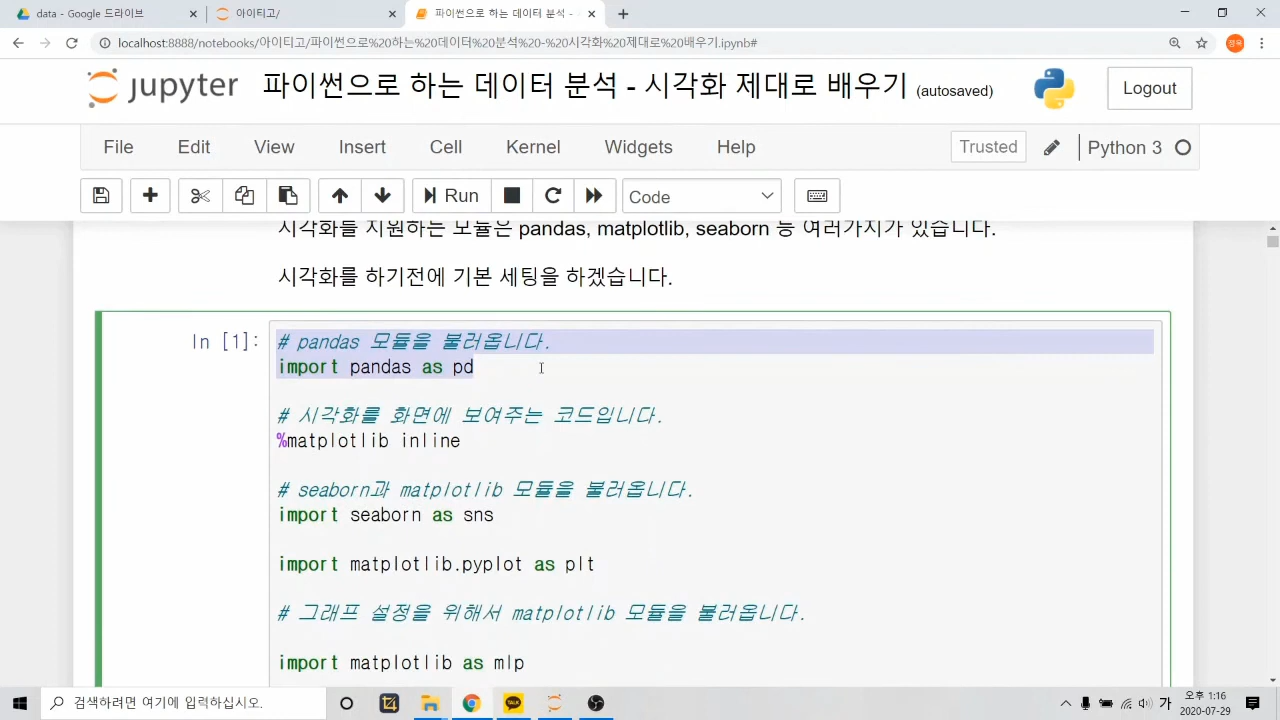 data - Google 드라이브
아이티고/
파이썬으로 하는 데이터 분석 -
localhost:8888/notebooks/아이티고/파이썬으로%20하는%20데이터%20분석%20-%20시각화%20제대로%20배우기.ipynb#
jupyter 파이썬으로 하는 데이터 분석 - 시각화 제대로 배우기 (autosaved)
Logout
File Edit View Insert Cell Kernel Widgets Help
Trusted
Python 3
Run
Code
시각화를 지원하는 모듈은 pandas, matplotlib, seaborn 등 여러가지가 있습니다.
시각화를 하기전에 기본 세팅을 하겠습니다.
In [1]:
# pandas 모듈을 불러옵니다.
import pandas as pd
# 시각화를 화면에 보여주는 코드입니다.
%matplotlib inline
# seaborn과 matplotlib 모듈을 불러옵니다.
import seaborn as sns
import matplotlib.pyplot as plt
# 그래프 설정을 위해서 matplotlib 모듈을 불러옵니다.
import matplotlib as mlp
검색하려면 여기에 입력하십시오.
TALK
가
오후 1:16
2020-07-29